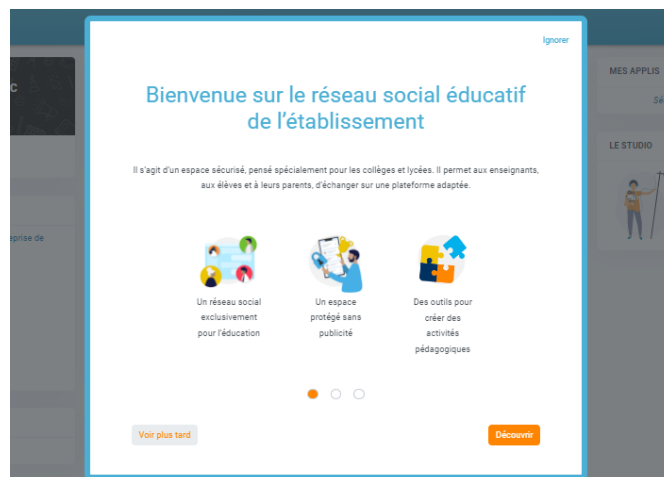 Ignorer
C
MES APPLIS
Bienvenue sur le réseau social éducatif
de l'établissement
LE STUDIO
Il s'agit d'un espace sécurisé, pensé spécialement pour les collèges et lycées. Il permet aux enseignants,
aux élèves et à leurs parents, d'échanger sur une plateforme adaptée.
eprise de
Un réseau social
exclusivement
pour l'éducation
Un espace
protégé sans
publicité
Des outils pour
créer des
activités
pédagogiques
Voir plus tard
Découvrir